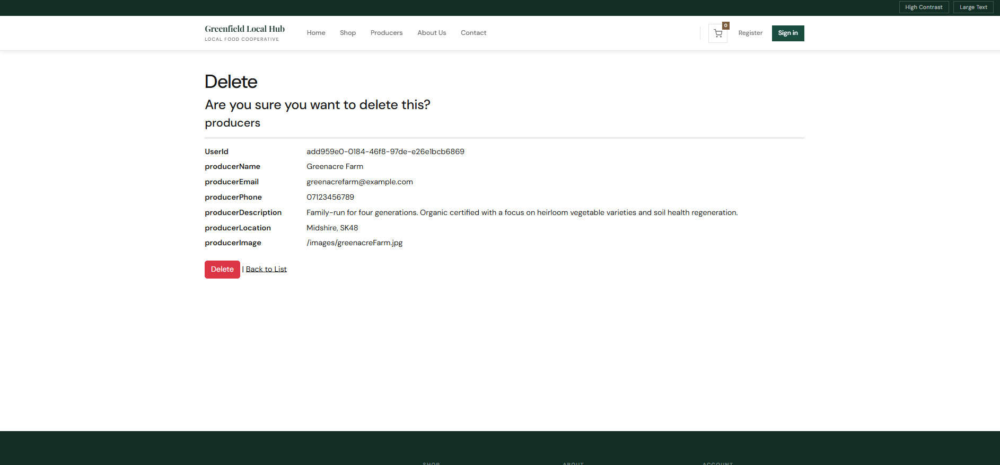 High Contrast
Large Text
Greenfield Local Hub
LOCAL FOOD COOPERATIVE
Home
Shop
Producers
About Us
Contact
0
Register
Sign in
Delete
Are you sure you want to delete this?
producers
UserId add959e0-0184-46f8-97de-e26e1bcb6869
producerName Greenacre Farm
producerEmail greenacrefarm@example.com
producerPhone 07123456789
producerDescription Family-run for four generations. Organic certified with a focus on heirloom vegetable varieties and soil health regeneration.
producerLocation Midshire, SK48
producerImage /images/greenacreFarm.jpg
Delete | Back to List
SHOP
ABOUT
ACCOUNT